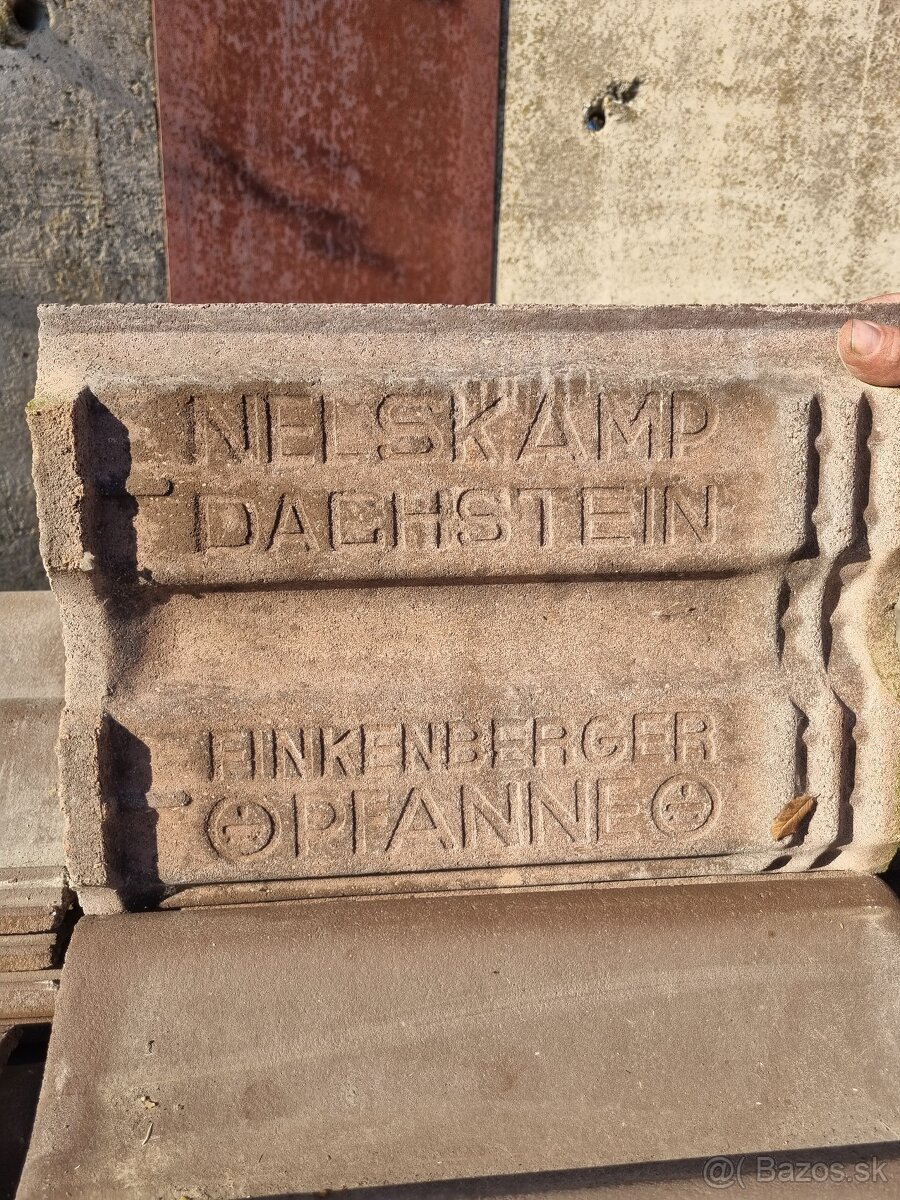 NELSKAMP
DACHSTEIN
FINKENBERGER
PFANNE
@( Bazos.sk